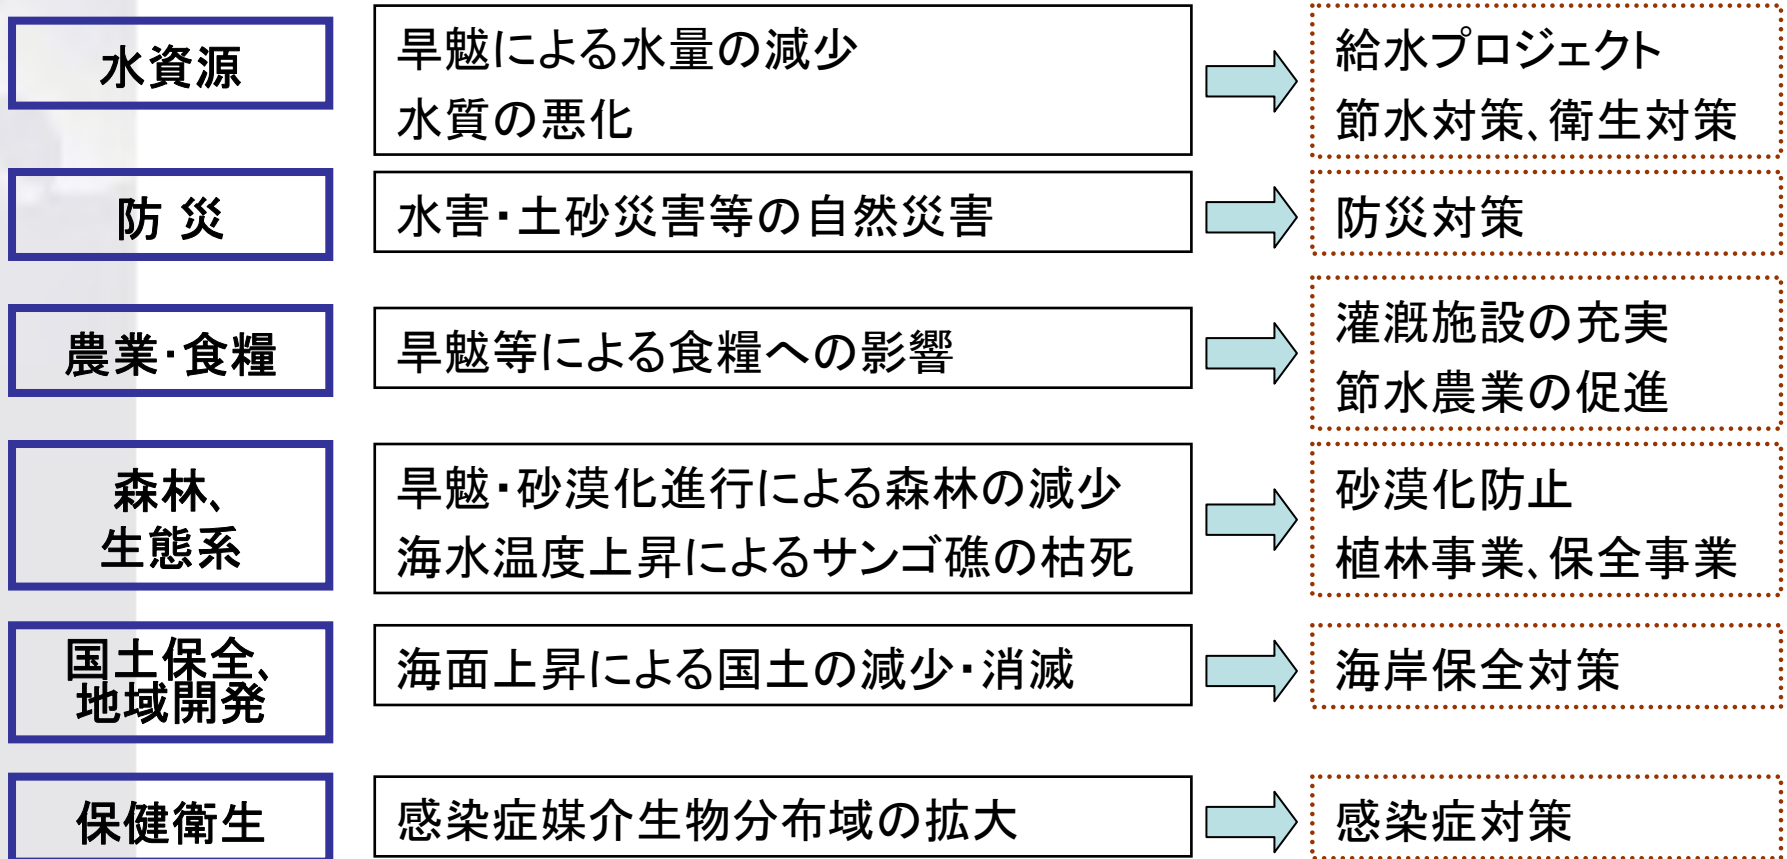 水資源
旱魃による水量の減少
水質の悪化
給水プロジェクト
節水対策、衛生対策
防 災
水害・土砂災害等の自然災害
防災対策
農業・食糧
旱魃等による食糧への影響
灌漑施設の充実
節水農業の促進
森林、
生態系
旱魃・砂漠化進行による森林の減少
海水温度上昇によるサンゴ礁の枯死
砂漠化防止
植林事業、保全事業
国土保全、
地域開発
海面上昇による国土の減少・消滅
海岸保全対策
保健衛生
感染症媒介生物分布域の拡大
感染症対策